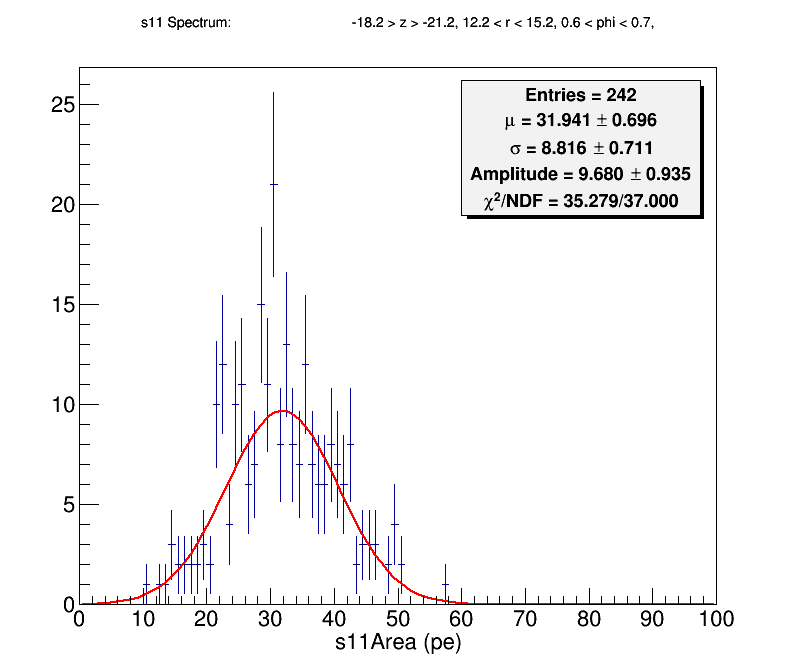 s11 Spectrum: -18.2 > z > -21.2, 12.2 < r < 15.2, 0.6 < phi < 0.7,
Entries = 242
μ = 31.941 ± 0.696
σ = 8.816 ± 0.711
Amplitude = 9.680 ± 0.935
χ²/NDF = 35.279/37.000
25
20
15
10
5
0
0 10 20 30 40 50 60 70 80 90 100
s11Area (pe)